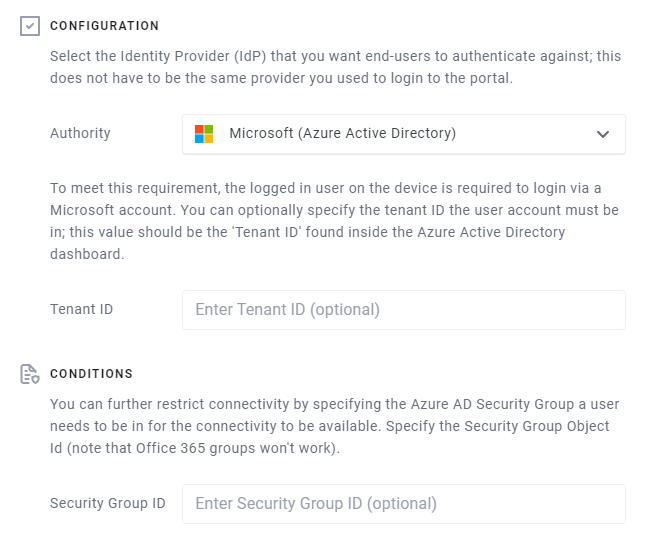 CONFIGURATION
Select the Identity Provider (IdP) that you want end-users to authenticate against; this
does not have to be the same provider you used to login to the portal.
Authority
Microsoft (Azure Active Directory)
To meet this requirement, the logged in user on the device is required to login via a
Microsoft account. You can optionally specify the tenant ID the user account must be
in; this value should be the 'Tenant ID' found inside the Azure Active Directory
dashboard.
Tenant ID
Enter Tenant ID (optional)
CONDITIONS
You can further restrict connectivity by specifying the Azure AD Security Group a user
needs to be in for the connectivity to be available. Specify the Security Group Object
Id (note that Office 365 groups won't work).
Security Group ID
Enter Security Group ID (optional)